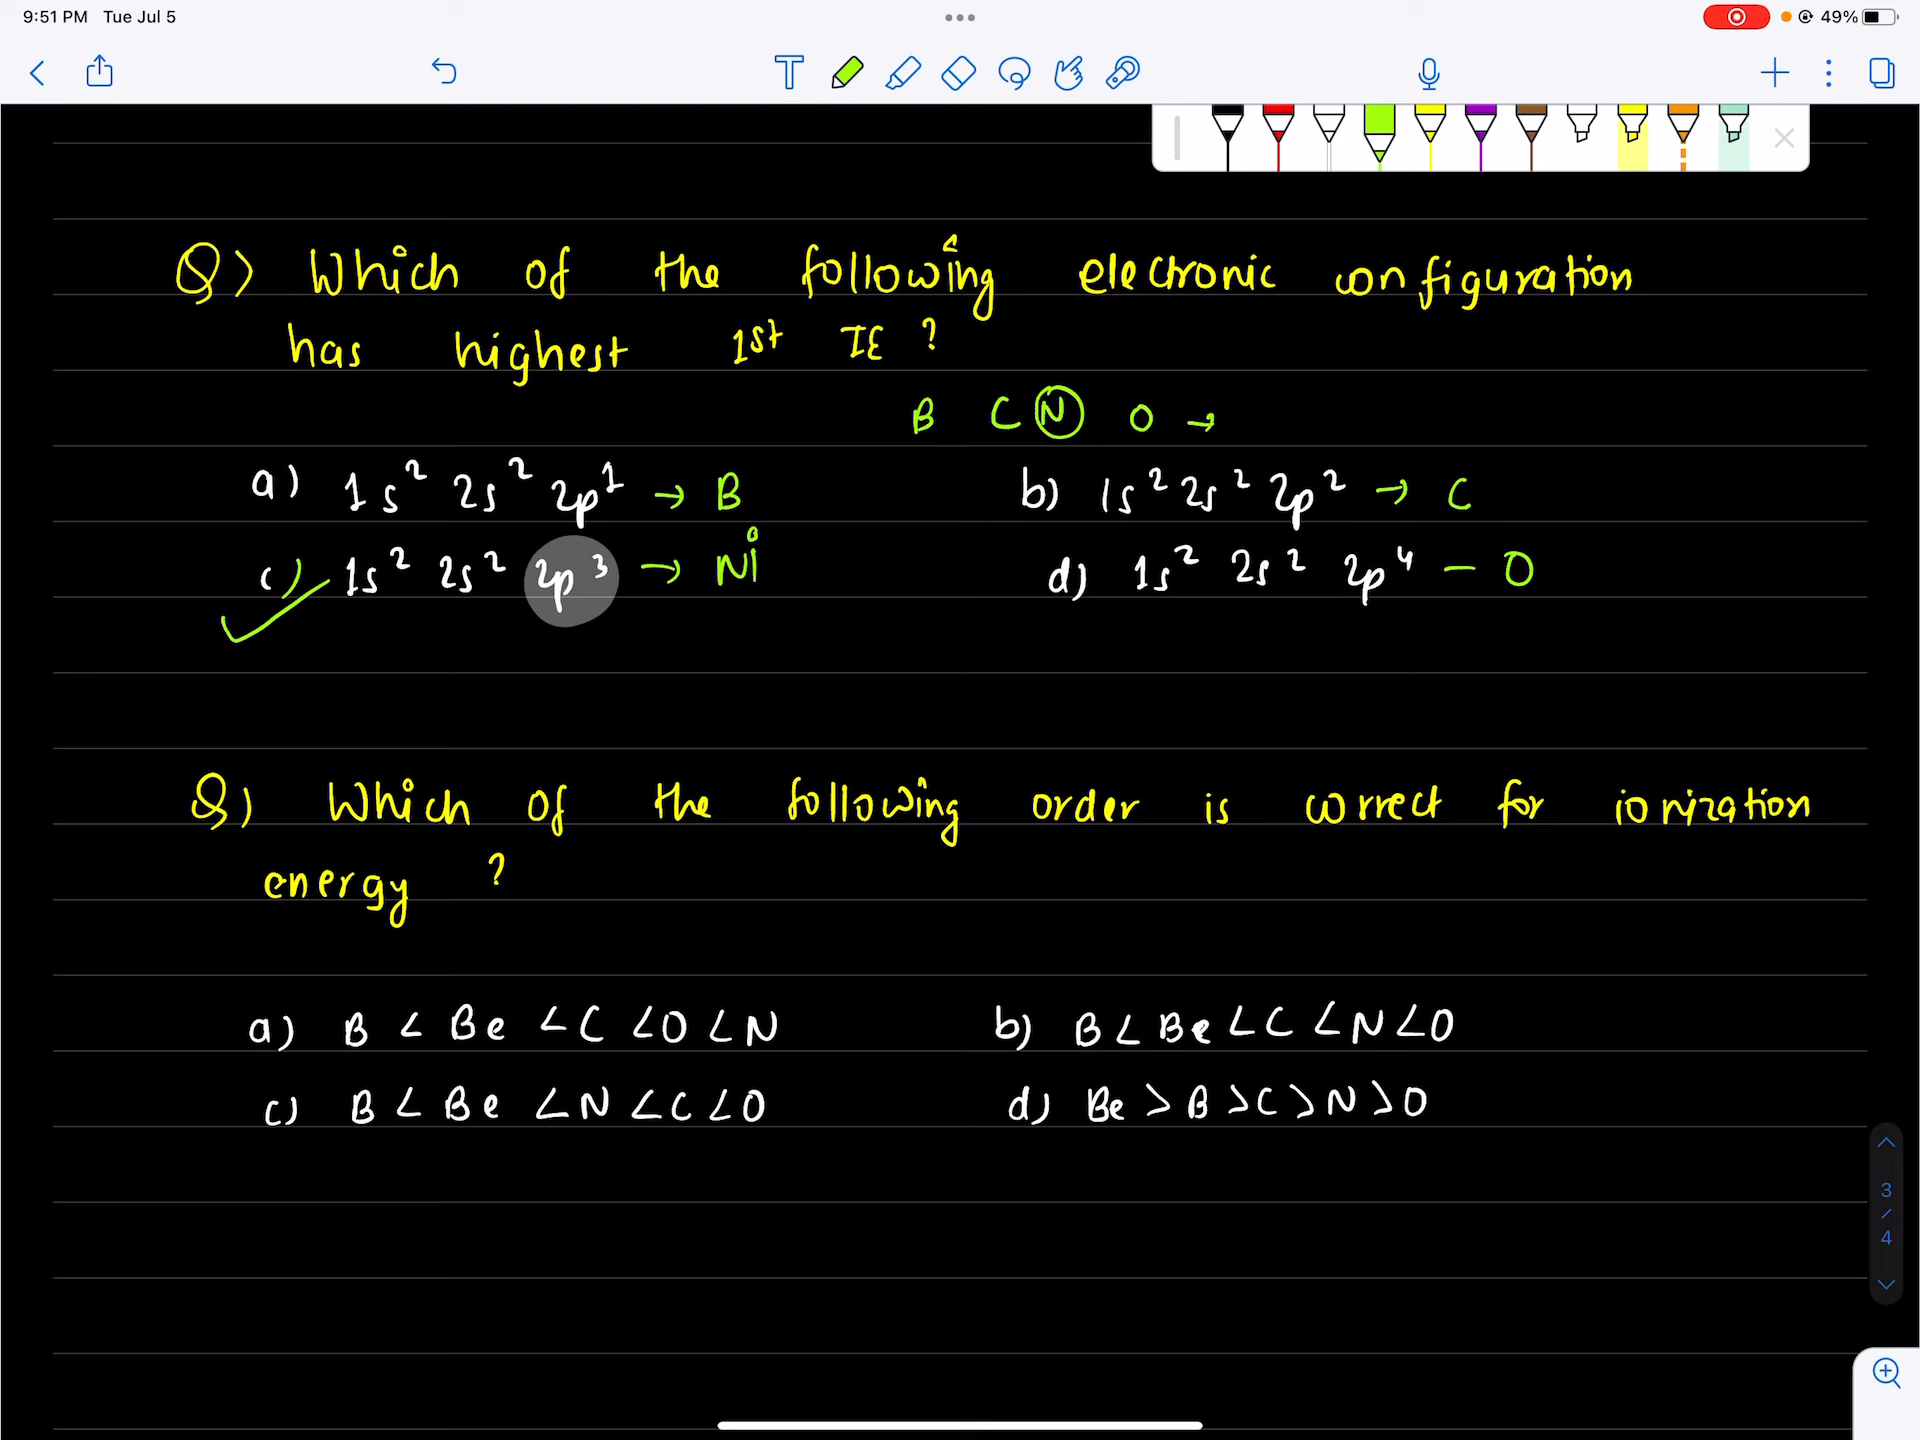 9:51 PM Tue Jul 5
49%
Q) Which of the following electronic configuration
has highest 1st IE ?
B C N O →
a) 1s² 2s² 2p¹ → B
b) 1s² 2s² 2p² → C
c) 1s² 2s² 2p³ → Ni
d) 1s² 2s² 2p⁴ – O
Q) Which of the following order is correct for ionization
energy ?
a) B < Be < C < O < N
b) B < Be < C < N < O
c) B < Be < N < C < O
d) Be > B > C > N > O
3
/
4